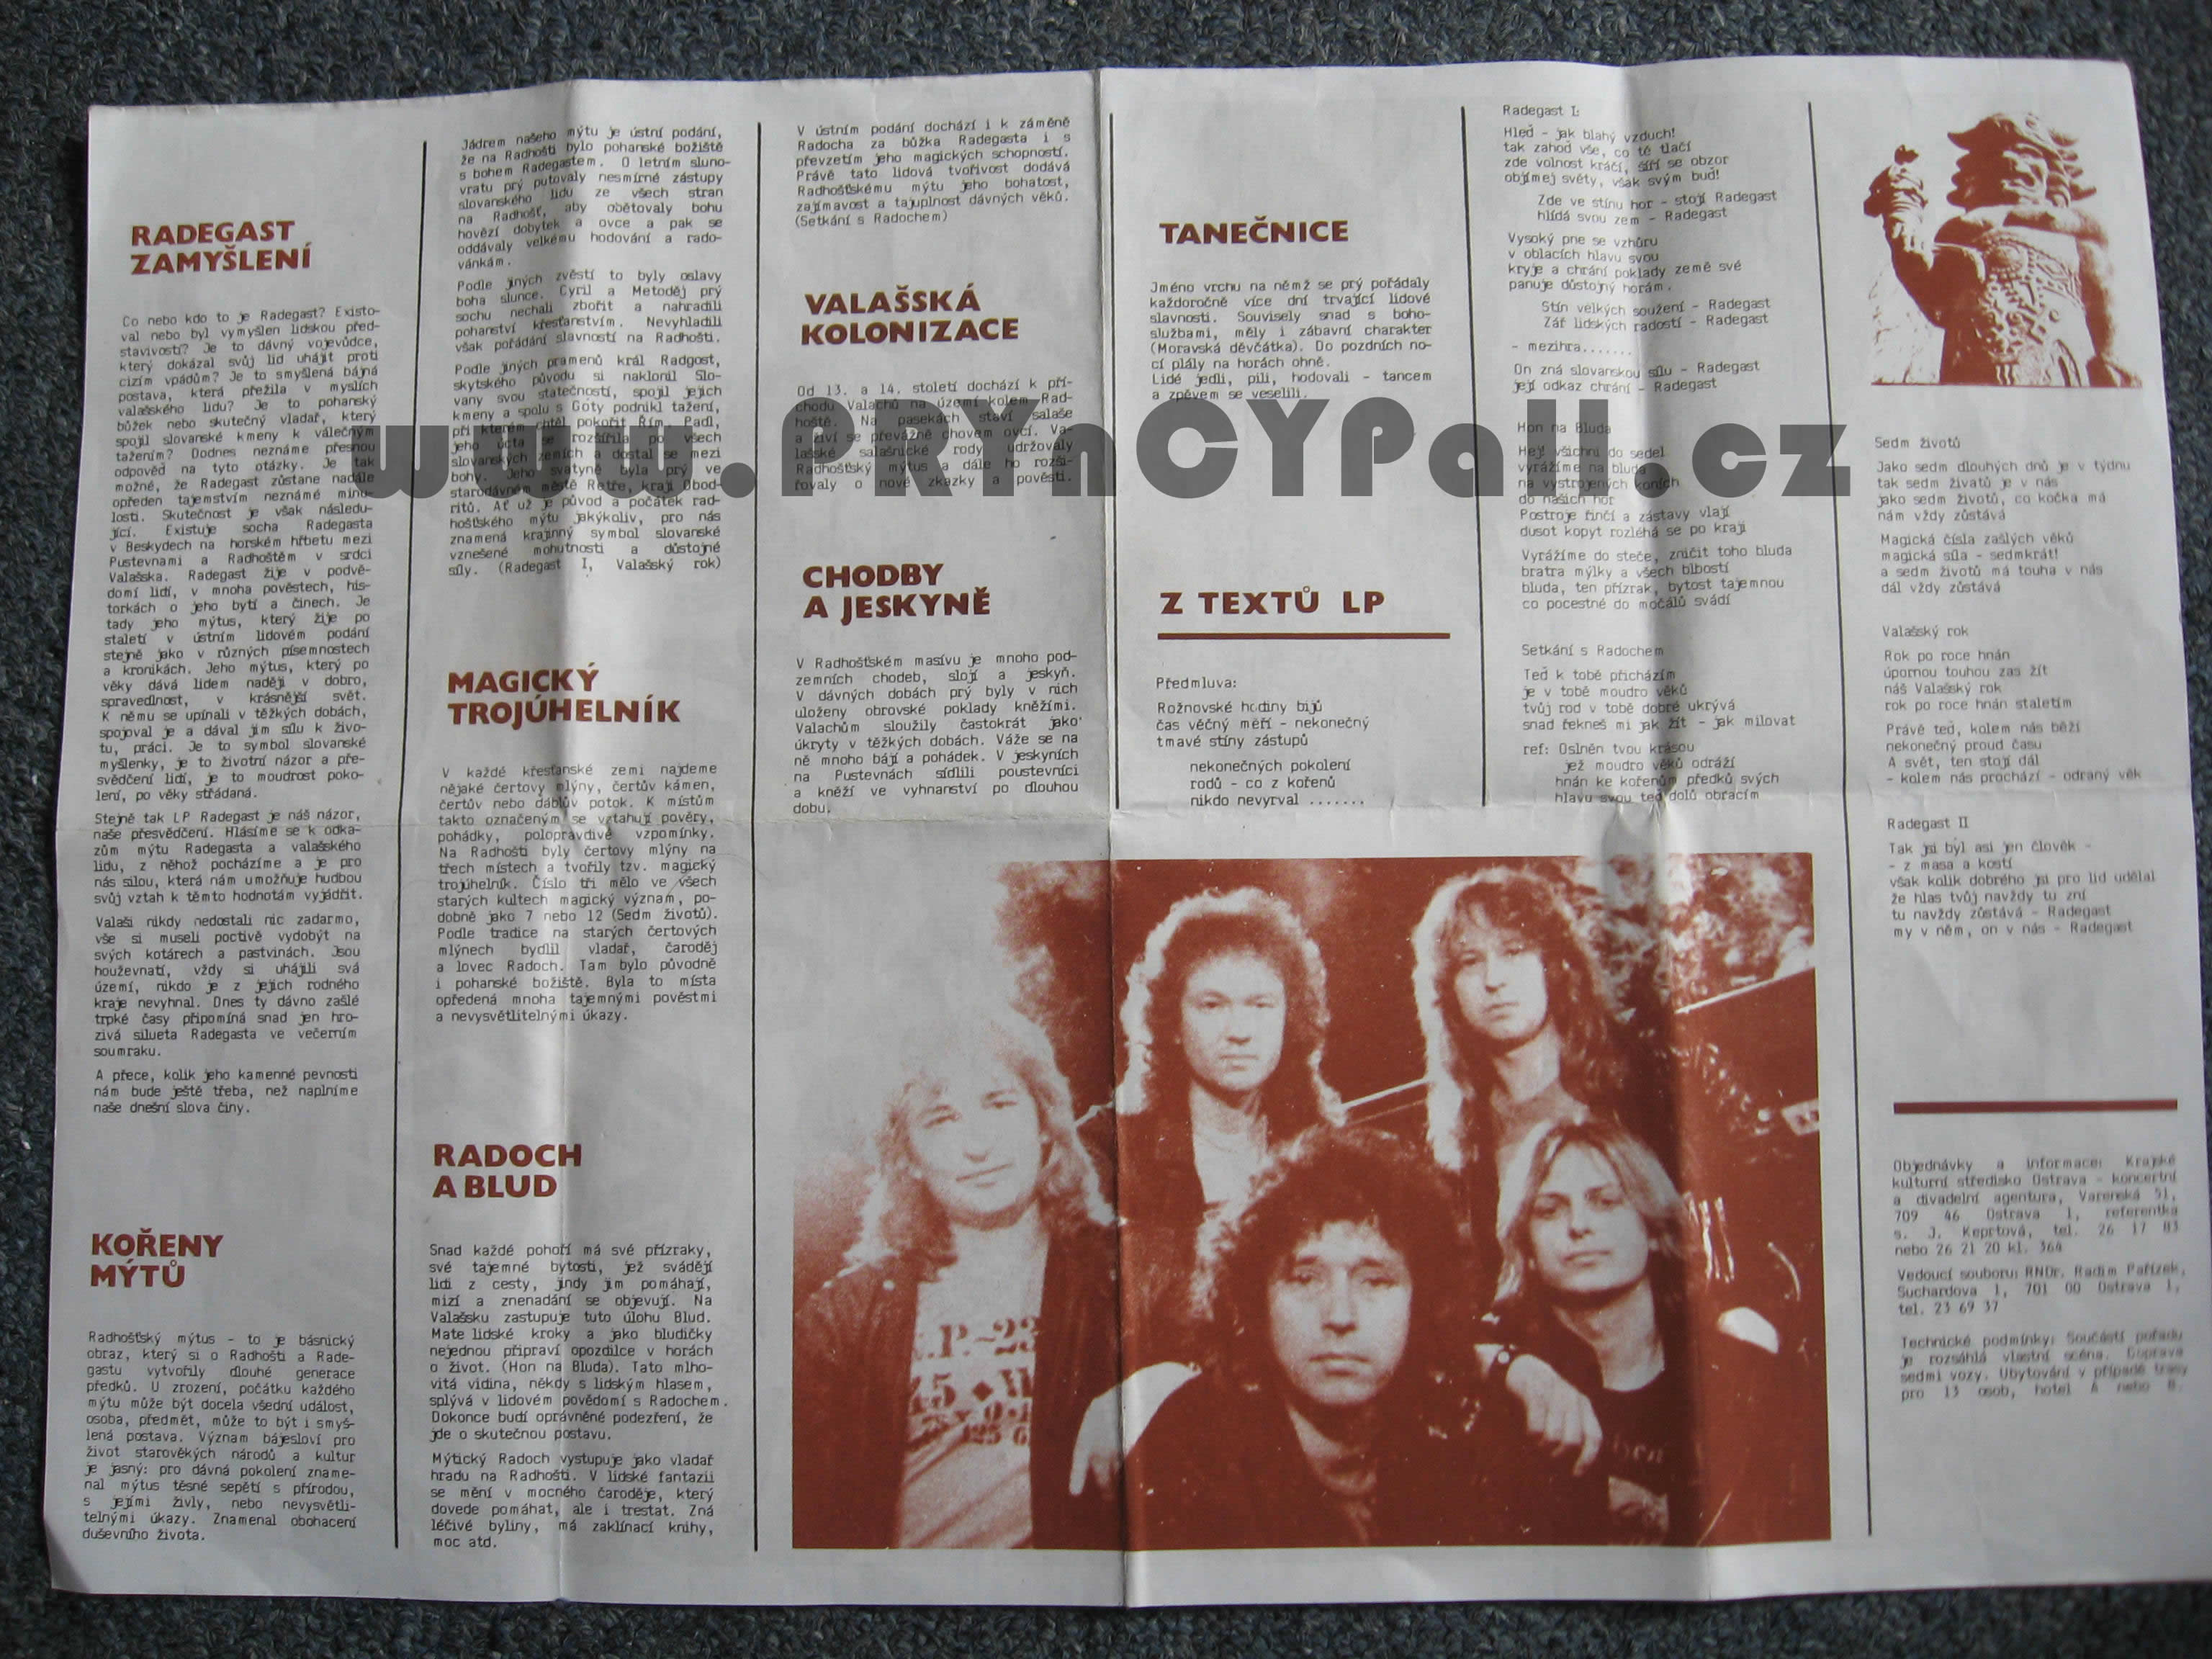 RADEGAST
ZAMYŠLENÍ
Co nebo kdo to je Radegast? Existo-
val nebo byl vymyšlen lidskou před-
stavivostí? Je to dávný vojevůdce,
který dokázal svůj lid uhájit proti
cizím vpádům? Je to smyšlená bájná
postava, která přežila v myslích
valašského lidu? Je to pohanský
bůžek nebo skutečný vladař, který
spojil slovanské kmeny k válečným
tažením? Dodnes neznáme přesnou
odpověď na tyto otázky. Je tak
možné, že Radegast zůstane nadále
opředen tajemstvím neznámé minu-
losti. Skutečnost je však následu-
jící. Existuje socha Radegasta
v Beskydech na horském hřbetu mezi
Pustevnami a Radhoštěm v srdci
Valašska. Radegast žije v podvě-
domí lidí, v mnoha pověstech, his-
torkách o jeho bytí a činech. Je
tady jeho mýtus, který žije po
staletí v ústním lidovém podání
stejně jako v různých písemnostech
a kronikách. Jeho mýtus, který po
věky dává lidem naději v dobro,
spravedlnost, v krásnější svět.
K němu se upínali v těžkých dobách,
spojoval je a dával jim sílu k živo-
tu, práci. Je to symbol slovanské
myšlenky, je to životní názor a pře-
svědčení lidí, je to moudrost poko-
lení, po věky střádaná.
Stejně tak LP Radegast je náš názor,
naše přesvědčení. Hlásíme se k odka-
zům mýtu Radegasta a valašského
lidu, z něhož pocházíme a je pro
nás silou, která nám umožňuje hudbou
svůj vztah k těmto hodnotám vyjádřit.
Valaši nikdy nedostali nic zadarmo,
vše si museli poctivě vydobýt na
svých kotárech a pastvinách. Jsou
houževnatí, vždy si uhájili svá
území, nikdo je z jejich rodného
kraje nevyhnal. Dnes ty dávno zašlé
trpké časy připomíná snad jen hro-
zivá silueta Radegasta ve večerním
soumraku.
A přece, kolik jeho kamenné pevnosti
nám bude ještě třeba, než naplníme
naše dnešní slova činy.
KOŘENY
MÝTŮ
Radhošťský mýtus - to je básnický
obraz, který si o Radhošti a Rade-
gastu vytvořily dlouhé generace
předků. U zrození, počátku každého
mýtu může být docela všední událost,
osoba, předmět, může to být i smyš-
lená postava. Význam bájesloví pro
život starověkých národů a kultur
je jasný: pro dávná pokolení zname-
nal mýtus těsné sepětí s přírodou,
s jejími živly, nebo nevysvětli-
telnými úkazy. Znamenal obohacení
duševního života.
Jádrem našeho mýtu je ústní podání,
že na Radhošti bylo pohanské božiště
s bohem Radegastem. O letním sluno-
vratu prý putovaly nesmírné zástupy
slovanského lidu ze všech stran
na Radhošť, aby obětovaly bohu
hovězí dobytek a ovce a pak se
oddávaly velkému hodování a rado-
vánkám.
Podle jiných zvěstí to byly oslavy
boha slunce. Cyril a Metoděj prý
sochu nechali zbořit a nahradili
pohanství křesťanstvím. Nevyhladili
však pořádání slavností na Radhošti.
Podle jiných pramenů král Radgost,
skytského původu si naklonil Slo-
vany svou statečností, spojil jejich
kmeny a spolu s Góty podnikl tažení,
při kterém chtěl pokořit Řím. Padl,
jeho úcta se rozšířila po všech
slovanských zemích a dostal se mezi
bohy. Jeho svatyně byla prý ve
starodávném městě Retře, kraji Obod-
ritů. Ať už je původ a počátek rad-
hošťského mýtu jakýkoliv, pro nás
znamená krajinný symbol slovanské
vznešené mohutnosti a důstojné
síly. (Radegast I, Valašský rok)
MAGICKÝ
TROJÚHELNÍK
V každé křesťanské zemi najdeme
nějaké čertovy mlýny, čertův kámen,
čertův nebo ďáblův potok. K místům
takto označeným se vztahují pověry,
pohádky, polopravdivé vzpomínky.
Na Radhošti byly čertovy mlýny na
třech místech a tvořily tzv. magický
trojúhelník. Číslo tři mělo ve všech
starých kultech magický význam, po-
dobně jako 7 nebo 12 (Sedm životů).
Podle tradice na starých čertových
mlýnech bydlil vladař, čaroděj
a lovec Radoch. Tam bylo původně
i pohanské božiště. Byla to místa
opředená mnoha tajemnými pověstmi
a nevysvětlitelnými úkazy.
RADOCH
A BLUD
Snad každé pohoří má své přízraky,
své tajemné bytosti, jež svádějí
lidi z cesty, jindy jim pomáhají,
mizí a znenadání se objevují. Na
Valašsku zastupuje tuto úlohu Blud.
Mate lidské kroky a jako bludičky
nejednou připraví opozdilce v horách
o život. (Hon na Bluda). Tato mlho-
vitá vidina, někdy s lidským hlasem,
splývá v lidovém povědomí s Radochem.
Dokonce budí oprávněné podezření, že
jde o skutečnou postavu.
Mýtický Radoch vystupuje jako vladař
hradu na Radhošti. V lidské fantazii
se mění v mocného čaroděje, který
dovede pomáhat, ale i trestat. Zná
léčivé byliny, má zaklínací knihy,
moc atd.
V ústním podání dochází i k záměně
Radocha za bůžka Radegasta i s
převzetím jeho magických schopností.
Právě tato lidová tvořivost dodává
Radhošťskému mýtu jeho bohatost,
zajímavost a tajuplnost dávných věků.
(Setkání s Radochem)
VALAŠSKÁ
KOLONIZACE
Od 13. a 14. století dochází k pří-
chodu Valachů na území kolem Rad-
hoště. Na pasekách staví salaše
a živí se převážně chovem ovcí. Va-
lašské salašnické rody udržovaly
Radhošťský mýtus a dále ho rozši-
řovaly o nové zkazky a pověsti.
CHODBY
A JESKYNĚ
V Radhošťském masívu je mnoho pod-
zemních chodeb, slojí a jeskyň.
V dávných dobách prý byly v nich
uloženy obrovské poklady kněžími.
Valachům sloužily častokrát jako
úkryty v těžkých dobách. Váže se na
ně mnoho bájí a pohádek. V jeskyních
na Pustevnách sídlili poustevníci
a kněží ve vyhnanství po dlouhou
dobu.
TANEČNICE
Jméno vrchu na němž se prý pořádaly
každoročně více dní trvající lidové
slavnosti. Souvisely snad s boho-
službami, měly i zábavní charakter
(Moravská děvčátka). Do pozdních no-
cí plály na horách ohně.
Lidé jedli, pili, hodovali - tancem
a zpěvem se veselili.
Z TEXTŮ LP
Předmluva:
Rožnovské hodiny bijů
čas věčný měří - nekonečný
tmavé stíny zástupů
nekonečných pokolení
rodů - co z kořenů
nikdo nevyrval .......
Radegast I:
Hleď - jak blahý vzduch!
tak zahoď vše, co tě tlačí
zde volnost kráčí, šíří se obzor
objímej světy, však svým buď!
Zde ve stínu hor - stojí Radegast
hlídá svou zem - Radegast
Vysoký pne se vzhůru
v oblacích hlavu svou
kryje a chrání poklady země své
panuje důstojný horám.
Stín velkých soužení - Radegast
Zář lidských radostí - Radegast
- mezihra.......
On zná slovanskou sílu - Radegast
její odkaz chrání - Radegast
Hon na Bluda
Hej! všichni do sedel
vyrážíme na bluda
na vystrojených koních
do našich hor
Postroje řinčí a zástavy vlají
dusot kopyt rozléhá se po kraji
Vyrážíme do steče, zničit toho bluda
bratra mýlky a všech blbostí
bluda, ten přízrak, bytost tajemnou
co pocestné do močálů svádí
Setkání s Radochem
Teď k tobě přicházím
je v tobě moudro věků
tvůj rod v tobě dobré ukrývá
snad řekneš mi jak žít - jak milovat
ref: Oslněn tvou krásou
jež moudro věků odráží
hnán ke kořenům předků svých
hlavu svou teď dolů obracím
Sedm životů
Jako sedm dlouhých dnů je v týdnu
tak sedm živatů je v nás
jako sedm životů, co kočka má
nám vždy zůstává
Magická čísla zašlých věků
magická síla - sedmkrát!
a sedm životů má touha v nás
dál vždy zůstává
Valašský rok
Rok po roce hnán
úpornou touhou zas žít
náš Valašský rok
rok po roce hnán staletím
Právě teď, kolem nás běží
nekonečný proud času
A svět, ten stojí dál
- kolem nás prochází - odraný věk
Radegast II
Tak jsi byl asi jen člověk -
- z masa a kostí
však kolik dobrého jsi pro lid udělal
že hlas tvůj navždy tu zní
tu navždy zůstává - Radegast
my v něm, on v nás - Radegast
Objednávky a informace: Krajské
kulturní středisko Ostrava - koncertní
a divadelní agentura, Varenská 51,
709 46 Ostrava 1, referentka
s. J. Keprtová, tel. 26 17 83
nebo 26 21 20 kl. 364
Vedoucí souboru: RNDr. Radim Pařízek,
Suchardova 1, 701 00 Ostrava 1,
tel. 23 69 37
Technické podmínky: Součástí pořadu
je rozsáhlá vlastní scéna. Doprava
sedmi vozy. Ubytování v případě trasy
pro 13 osob, hotel A nebo B.
www.PRYnCYPall.cz